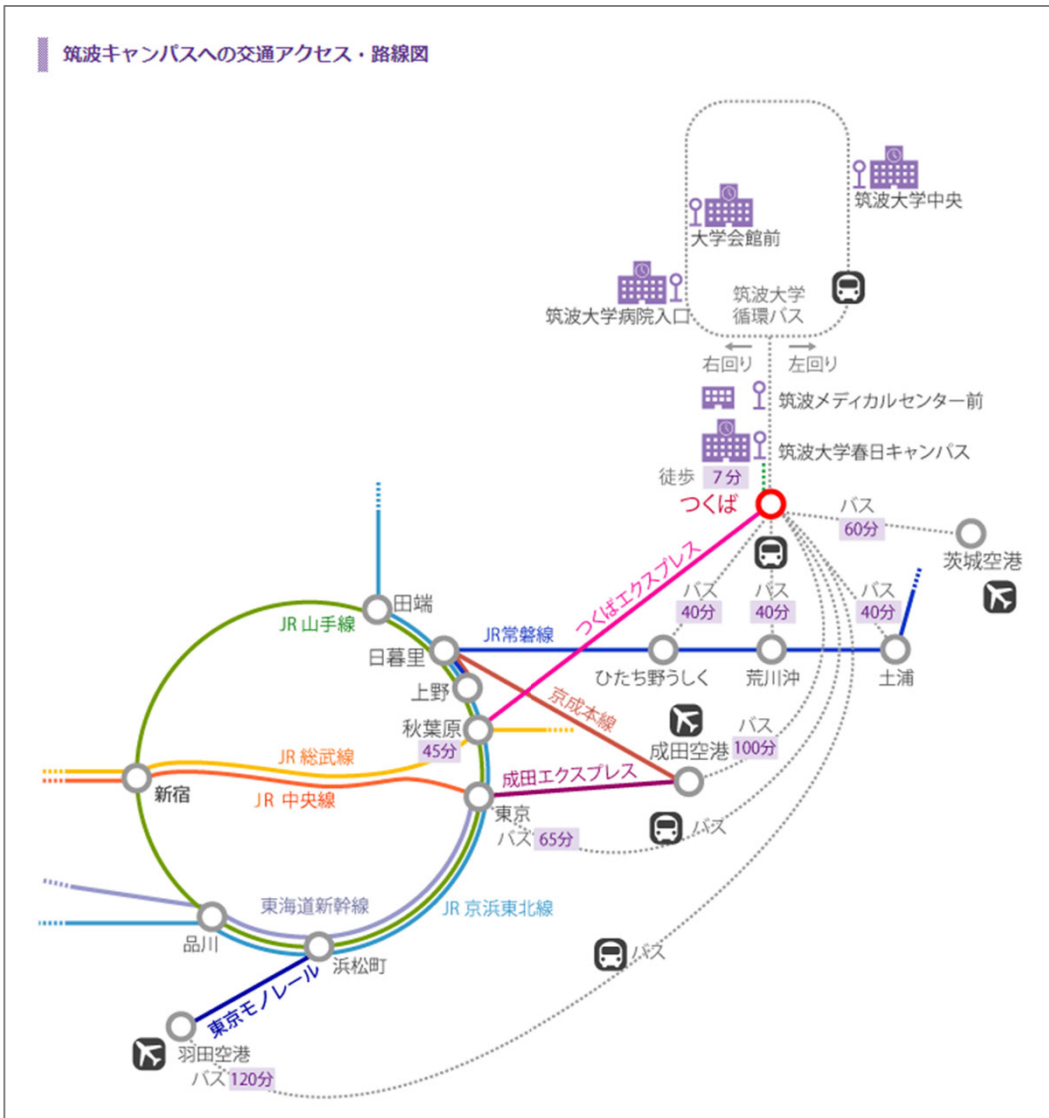 筑波キャンパスへの交通アクセス・路線図
筑波大学中央
大学会館前
筑波大学病院入口
筑波大学
循環バス
右回り
左回り
筑波メディカルセンター前
筑波大学春日キャンパス
徒歩 7分
つくば
バス
60分
茨城空港
つくばエクスプレス
バス
40分
バス
40分
バス
40分
田端
JR 山手線
日暮里
JR常磐線
ひたち野うしく
荒川沖
土浦
上野
京成本線
秋葉原
45分
成田空港
バス
100分
JR 総武線
成田エクスプレス
新宿
JR 中央線
東京
バス 65分
バス
東海道新幹線
JR 京浜東北線
品川
浜松町
バス
東京モノレール
羽田空港
バス 120分